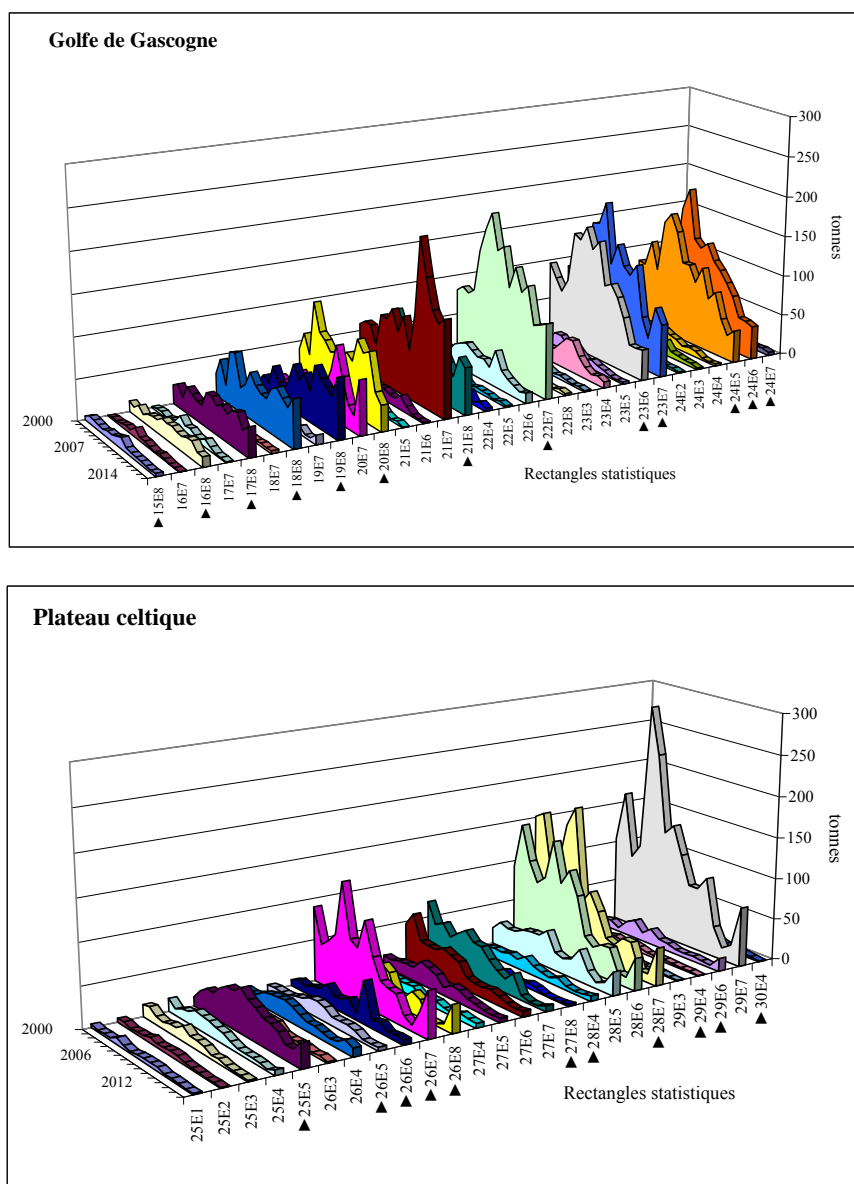 Golfe de Gascogne
300
250
200
150
100
50
0
tonnes
2000
2007
2014
▲15E8
16E7
▲16E8
17E7
▲17E8
18E7
▲18E8
19E7
▲19E8
20E7
▲20E8
21E5
21E6
21E7
▲21E8
22E4
22E5
22E6
▲22E7
22E8
23E3
23E4
23E5
▲23E6
▲23E7
24E2
24E3
24E4
▲24E5
▲24E6
▲24E7
Rectangles statistiques
Plateau celtique
300
250
200
150
100
50
0
tonnes
2000
2006
2012
25E1
25E2
25E3
25E4
▲25E5
26E3
26E4
▲26E5
▲26E6
▲26E7
▲26E8
27E4
27E5
27E6
27E7
▲27E8
▲28E4
28E5
28E6
▲28E7
29E3
▲29E4
▲29E6
29E7
▲30E4
Rectangles statistiques